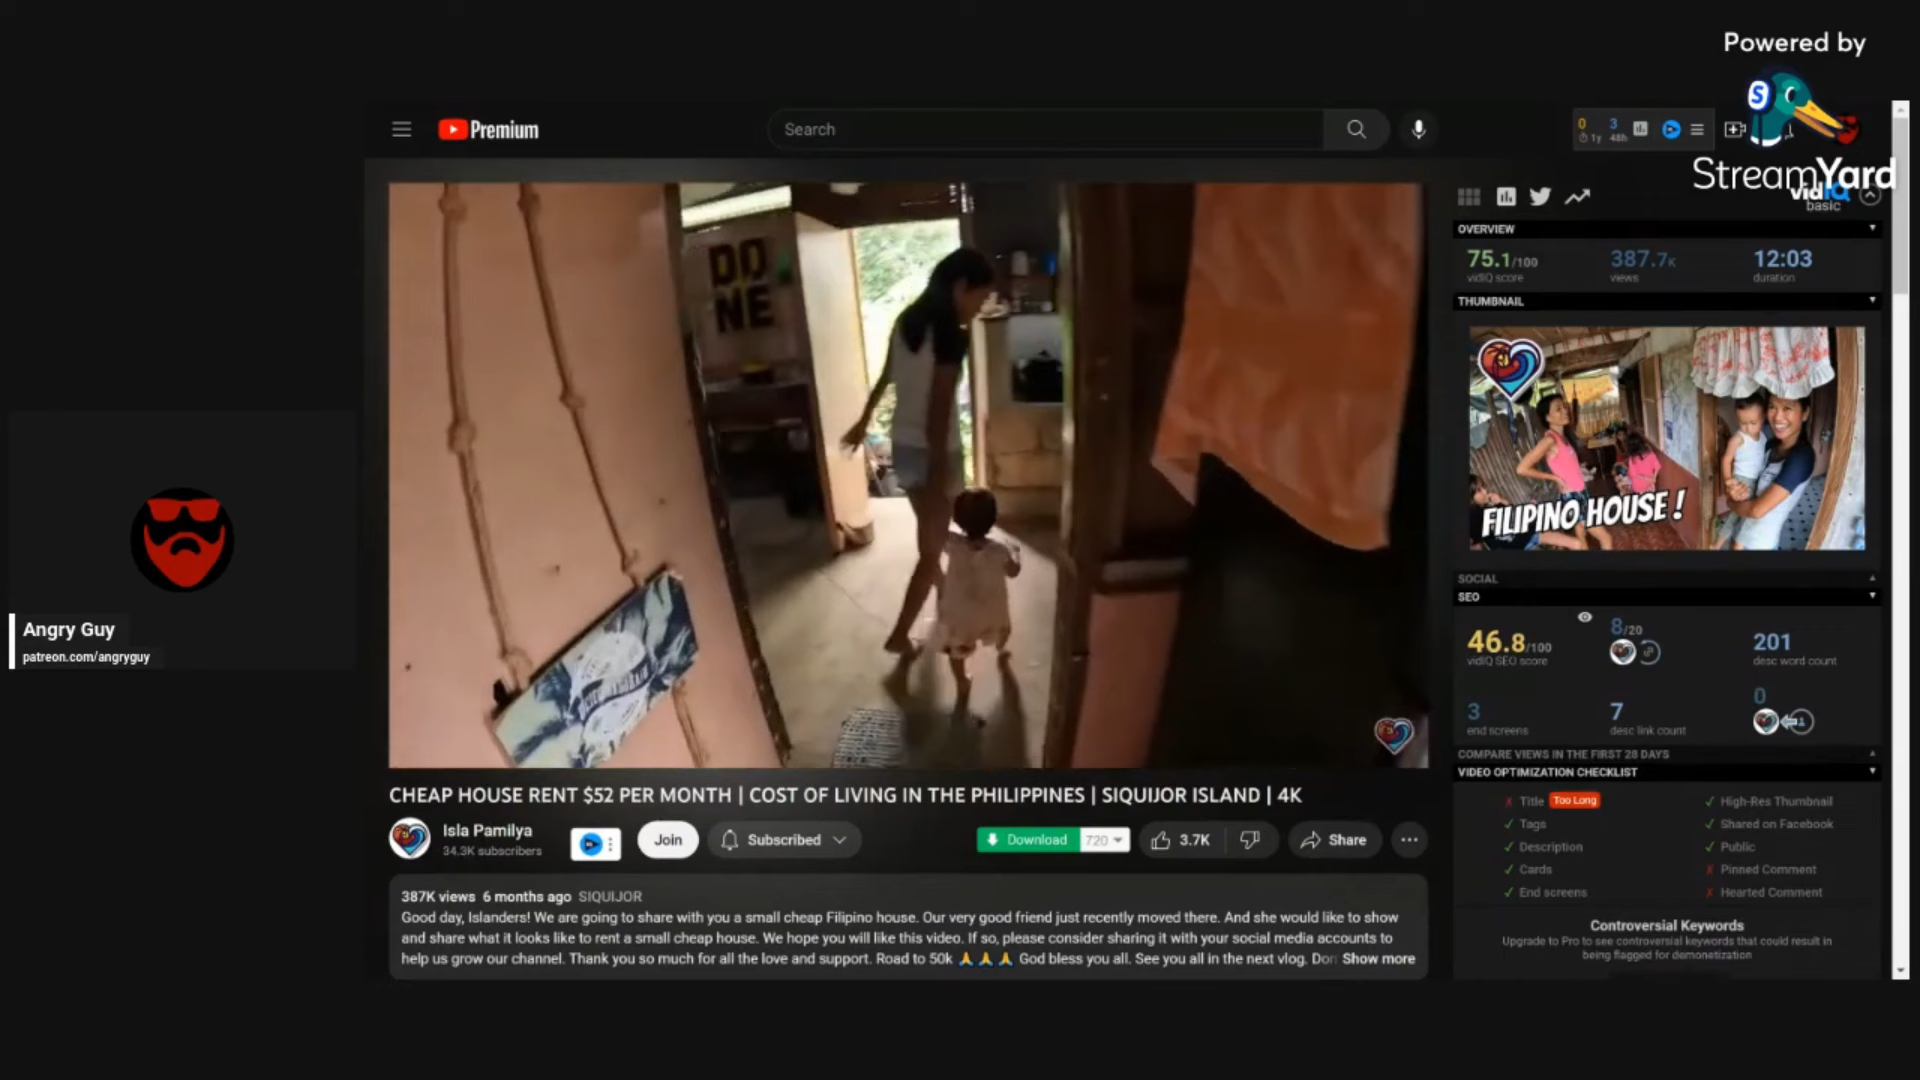 Powered by
StreamYard
Premium
Search
0
1y
3
48h
vidIQ
basic
OVERVIEW
75.1/100
vidIQ score
387.7K
views
12:03
duration
THUMBNAIL
FILIPINO HOUSE !
DO
NE
SOCIAL
SEO
46.8/100
vidIQ SEO score
8/20
201
desc word count
3
end screens
7
desc link count
0
1
COMPARE VIEWS IN THE FIRST 28 DAYS
VIDEO OPTIMIZATION CHECKLIST
Title Too Long
High-Res Thumbnail
Tags
Shared on Facebook
Description
Public
Cards
Pinned Comment
End screens
Hearted Comment
Controversial Keywords
Upgrade to Pro to see controversial keywords that could result in
being flagged for demonetization
Angry Guy
patreon.com/angryguy
CHEAP HOUSE RENT $52 PER MONTH | COST OF LIVING IN THE PHILIPPINES | SIQUIJOR ISLAND | 4K
Isla Pamilya
34.3K subscribers
Join
Subscribed
Download
720
3.7K
Share
387K views 6 months ago SIQUIJOR
Good day, Islanders! We are going to share with you a small cheap Filipino house. Our very good friend just recently moved there. And she would like to show
and share what it looks like to rent a small cheap house. We hope you will like this video. If so, please consider sharing it with your social media accounts to
help us grow our channel. Thank you so much for all the love and support. Road to 50k 🙏 🙏 🙏 God bless you all. See you all in the next vlog. Don Show more